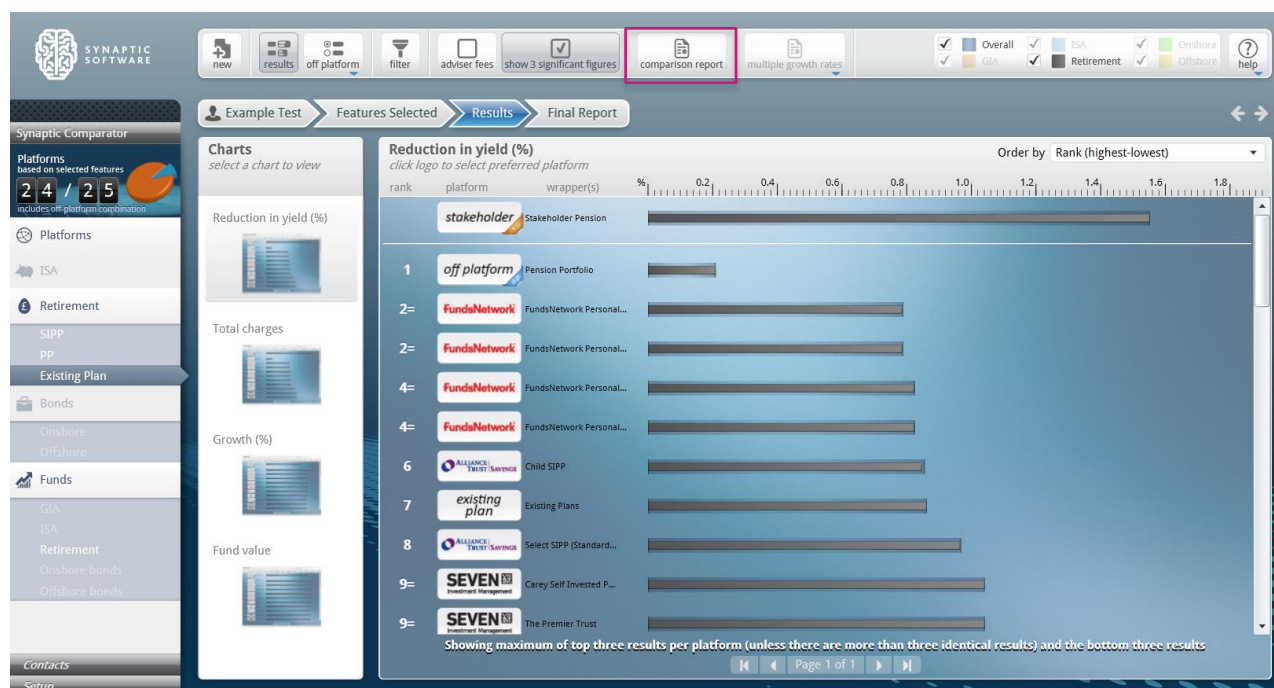 SYNAPTIC
SOFTWARE
new
results
off platform
filter
adviser fees
show 3 significant figures
comparison report
multiple growth rates
Overall
ISA
Onshore
GIA
Retirement
Offshore
help
Example Test
Features Selected
Results
Final Report
Synaptic Comparator
Platforms
based on selected features
24 / 25
includes off-platform combination
Platforms
ISA
Retirement
SIPP
PP
Existing Plan
Bonds
Onshore
Offshore
Funds
GIA
ISA
Retirement
Onshore bonds
Offshore bonds
Contacts
Setup
Charts
select a chart to view
Reduction in yield (%)
Total charges
Growth (%)
Fund value
Reduction in yield (%)
click logo to select preferred platform
Order by Rank (highest-lowest)
rank platform wrapper(s)
% 0.2 0.4 0.6 0.8 1.0 1.2 1.4 1.6 1.8
stakeholder Stakeholder Pension
1 off platform Pension Portfolio
2= FundsNetwork FundsNetwork Personal...
2= FundsNetwork FundsNetwork Personal...
4= FundsNetwork FundsNetwork Personal...
4= FundsNetwork FundsNetwork Personal...
6 ALLIANCE TRUST SAVINGS Child SIPP
7 existing plan Existing Plans
8 ALLIANCE TRUST SAVINGS Select SIPP (Standard...
9= SEVEN Investment Management Carey Self Invested P...
9= SEVEN Investment Management The Premier Trust
Showing maximum of top three results per platform (unless there are more than three identical results) and the bottom three results
Page 1 of 1